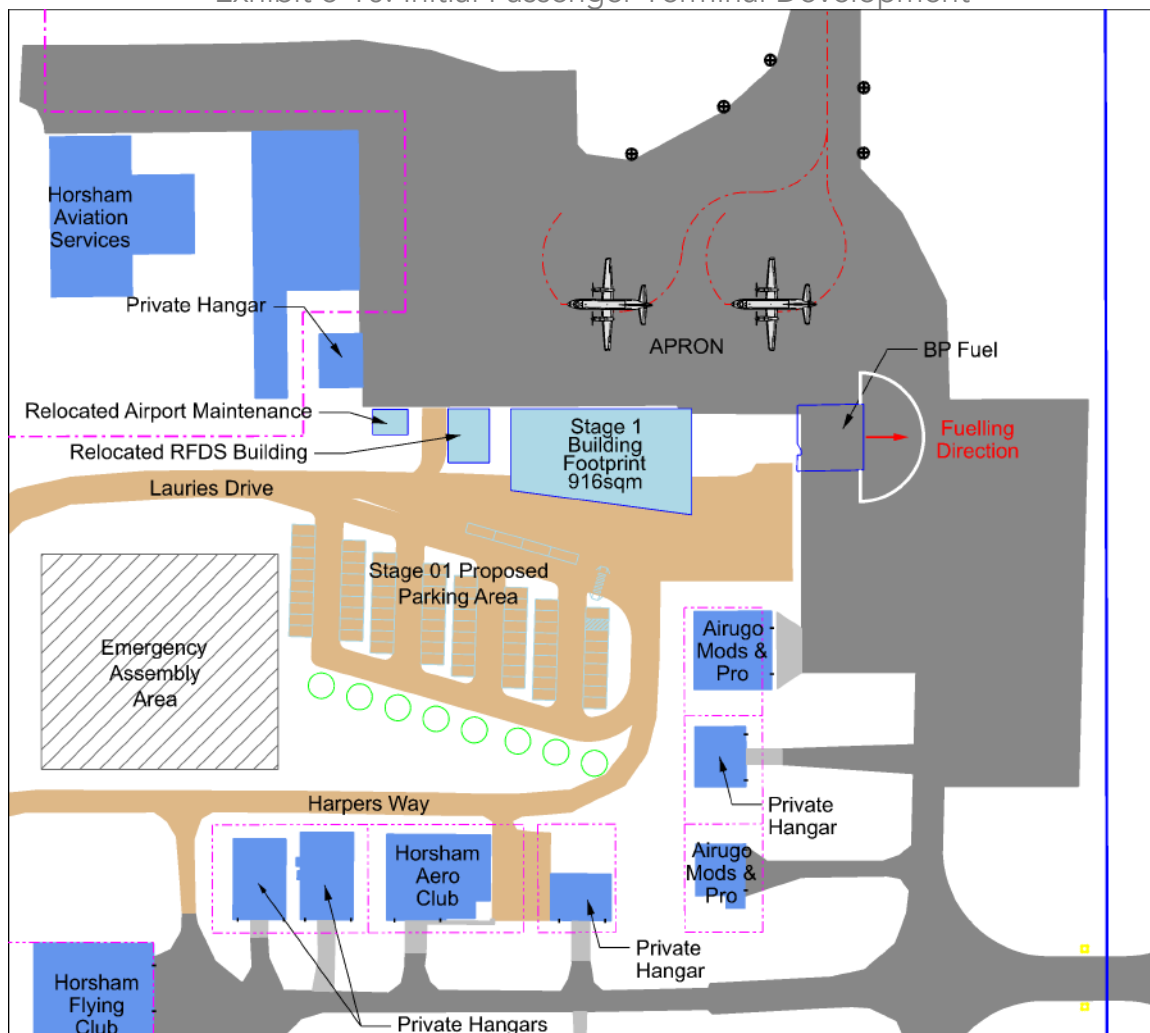 Horsham
Aviation
Services
Private Hangar
APRON
BP Fuel
Relocated Airport Maintenance
Relocated RFDS Building
Stage 1
Building
Footprint
916sqm
Fuelling
Direction
Lauries Drive
Stage 01 Proposed
Parking Area
Emergency
Assembly
Area
Airugo
Mods &
Pro
Harpers Way
Private
Hangar
Horsham
Aero
Club
Airugo
Mods &
Pro
Private
Hangar
Horsham
Flying
Club
Private Hangars